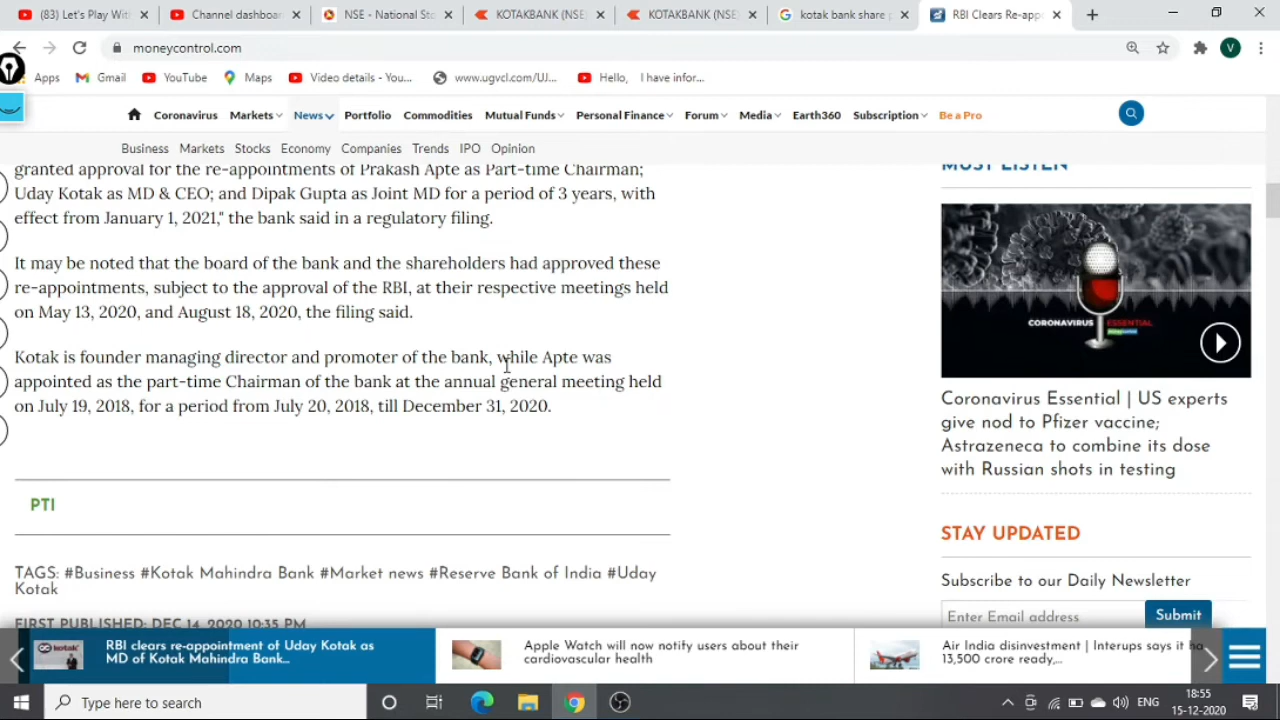 (83) Let's Play Wi
Channel dashboar
NSE - National Sto
KOTAKBANK (NSE)
KOTAKBANK (NSE)
kotak bank share p
RBI Clears Re-appo
moneycontrol.com
V
Apps
Gmail
YouTube
Maps
Video details - You...
www.ugvcl.com/UJ...
Hello, I have infor...
Coronavirus Markets News Portfolio Commodities Mutual Funds Personal Finance Forum Media Earth360 Subscription Be a Pro
Business Markets Stocks Economy Companies Trends IPO Opinion
granted approval for the re-appointments of Prakash Apte as Part-time Chairman;
Uday Kotak as MD & CEO; and Dipak Gupta as Joint MD for a period of 3 years, with
effect from January 1, 2021," the bank said in a regulatory filing.
It may be noted that the board of the bank and the shareholders had approved these
re-appointments, subject to the approval of the RBI, at their respective meetings held
on May 13, 2020, and August 18, 2020, the filing said.
Kotak is founder managing director and promoter of the bank, while Apte was
appointed as the part-time Chairman of the bank at the annual general meeting held
on July 19, 2018, for a period from July 20, 2018, till December 31, 2020.
PTI
TAGS: #Business #Kotak Mahindra Bank #Market news #Reserve Bank of India #Uday
Kotak
FIRST PUBLISHED: DEC 14, 2020 10:35 PM
MUST LISTEN
CORONAVIRUS ESSENTIAL
Coronavirus Essential | US experts
give nod to Pfizer vaccine;
Astrazeneca to combine its dose
with Russian shots in testing
STAY UPDATED
Subscribe to our Daily Newsletter
Enter Email address
Submit
kotak
RBI clears re-appointment of Uday Kotak as
MD of Kotak Mahindra Bank...
Apple Watch will now notify users about their
cardiovascular health
Air India disinvestment | Interups says it ha
13,500 crore ready,...
Type here to search
ENG
18:55
15-12-2020